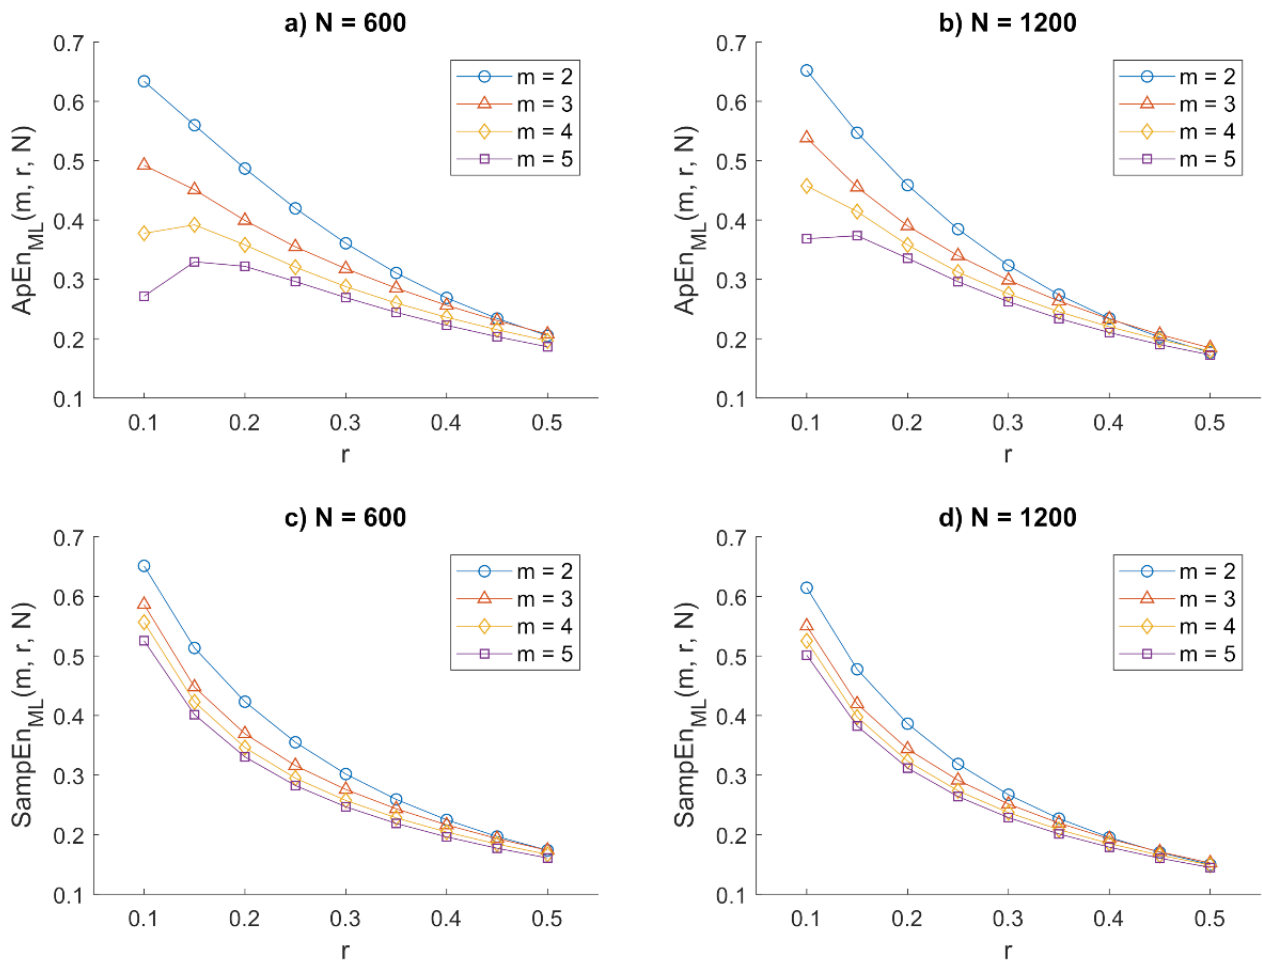 a) N = 600
0.7
0.6
0.5
0.4
0.3
0.2
0.1
ApEn_ML(m, r, N)
m = 2
m = 3
m = 4
m = 5
0.1 0.2 0.3 0.4 0.5
r
b) N = 1200
0.7
0.6
0.5
0.4
0.3
0.2
0.1
ApEn_ML(m, r, N)
m = 2
m = 3
m = 4
m = 5
0.1 0.2 0.3 0.4 0.5
r
c) N = 600
0.7
0.6
0.5
0.4
0.3
0.2
0.1
SampEn_ML(m, r, N)
m = 2
m = 3
m = 4
m = 5
0.1 0.2 0.3 0.4 0.5
r
d) N = 1200
0.7
0.6
0.5
0.4
0.3
0.2
0.1
SampEn_ML(m, r, N)
m = 2
m = 3
m = 4
m = 5
0.1 0.2 0.3 0.4 0.5
r